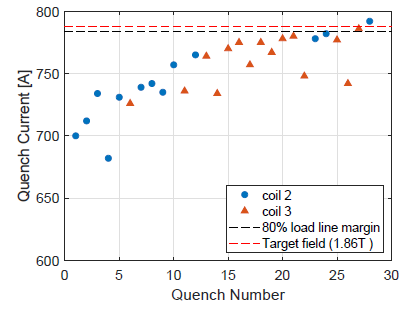 800
750
700
650
600
Quench Current [A]
0
5
10
15
20
25
30
Quench Number
coil 2
coil 3
80% load line margin
Target field (1.86T )